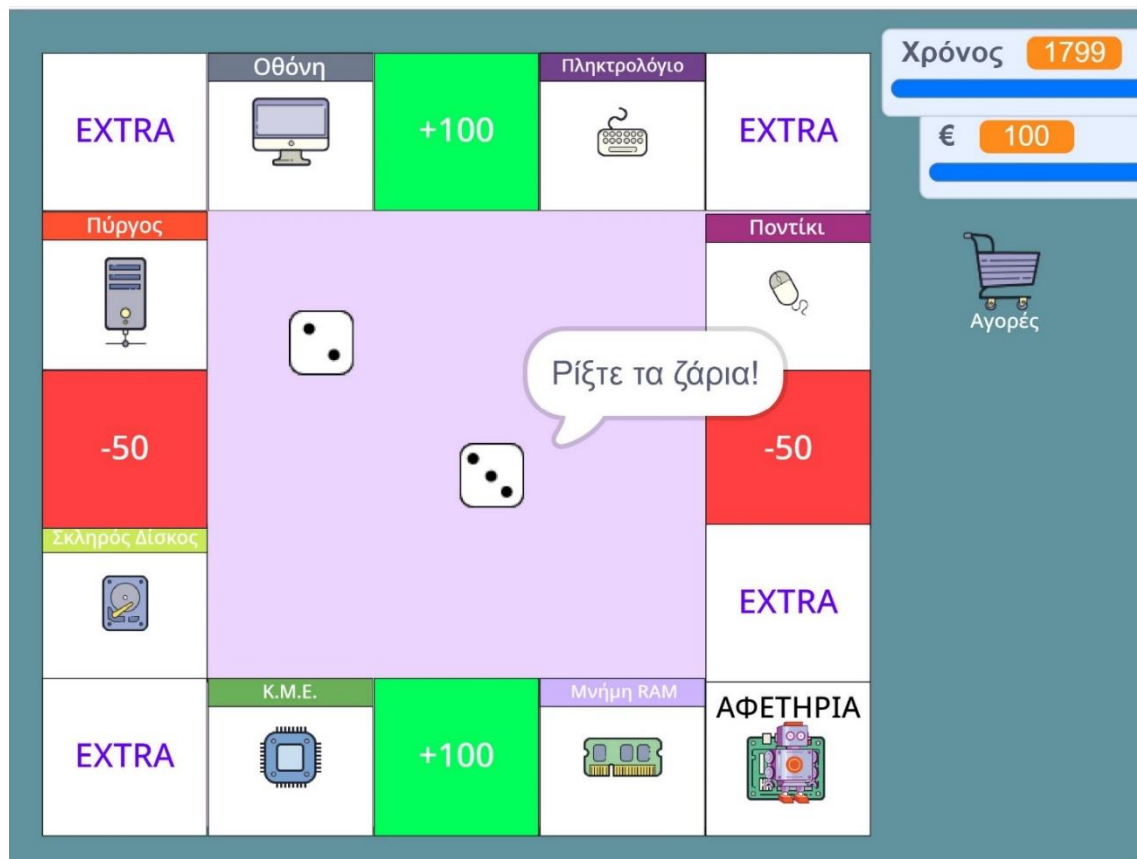 Χρόνος 1799
€ 100
EXTRA
Οθόνη
+100
Πληκτρολόγιο
EXTRA
Πύργος
Ποντίκι
Αγορές
Ρίξτε τα ζάρια!
-50
-50
Σκληρός Δίσκος
EXTRA
EXTRA
Κ.Μ.Ε.
+100
Μνήμη RAM
ΑΦΕΤΗΡΙΑ